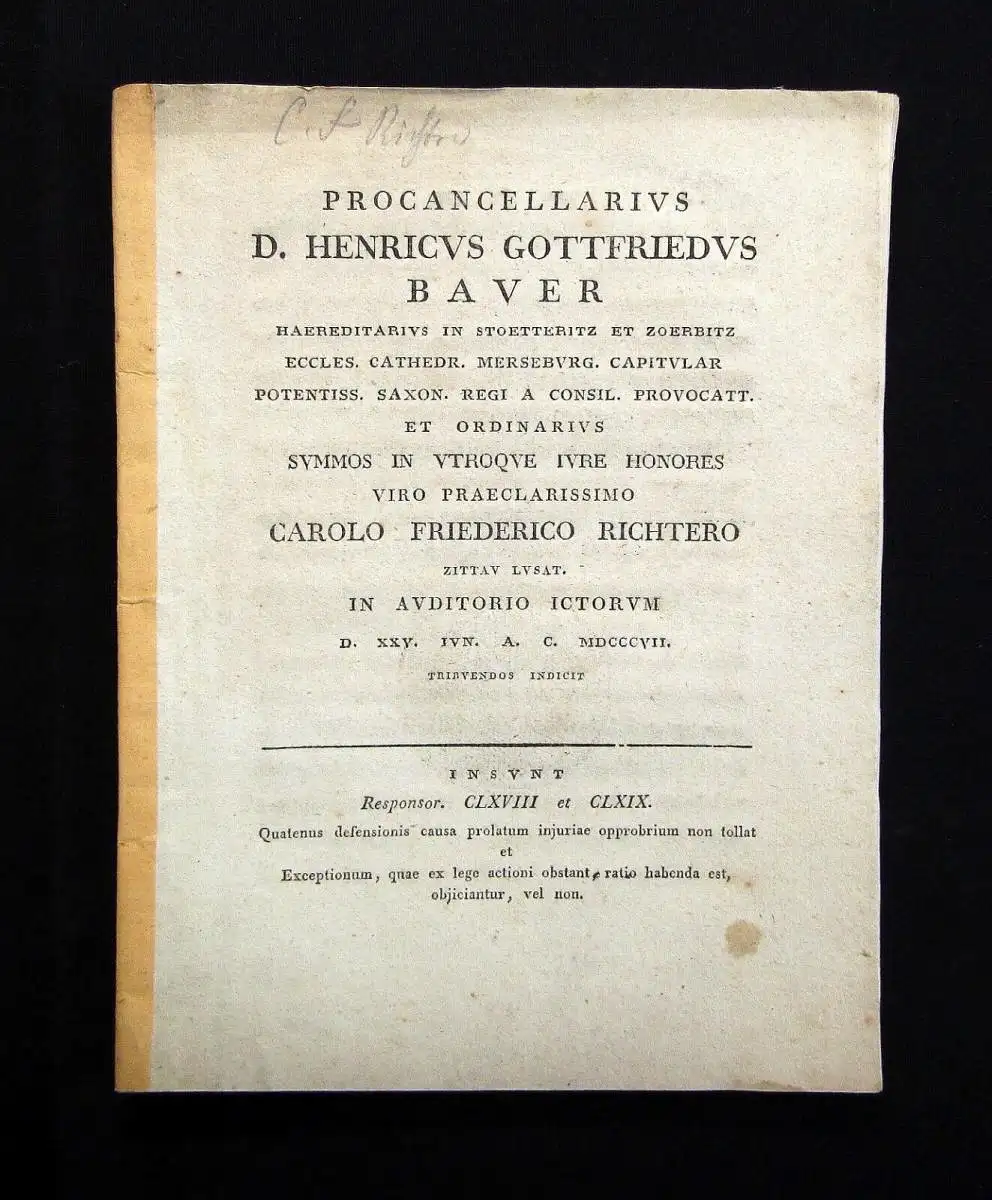 C. F. Richter
PROCANCELLARIVS
D. HENRICVS GOTTFRIEDVS
BAVER
HAEREDITARIVS IN STOETTERITZ ET ZOERBITZ
ECCLES. CATHEDR. MERSEBVRG. CAPITVLAR
POTENTISS. SAXON. REGI A CONSIL. PROVOCATT.
ET ORDINARIVS
SVMMOS IN VTROQVE IVRE HONORES
VIRO PRAECLARISSIMO
CAROLO FRIEDERICO RICHTERO
ZITTAV LVSAT.
IN AVDITORIO ICTORVM
D. XXV. IVN. A. C. MDCCCVII.
TRIBVENDOS INDICIT
INSVNT
Responsor. CLXVIII et CLXIX.
Quatenus defensionis causa prolatum injuriae opprobrium non tollat
et
Exceptionum, quae ex lege actioni obstant, ratio habenda est,
objiciantur, vel non.